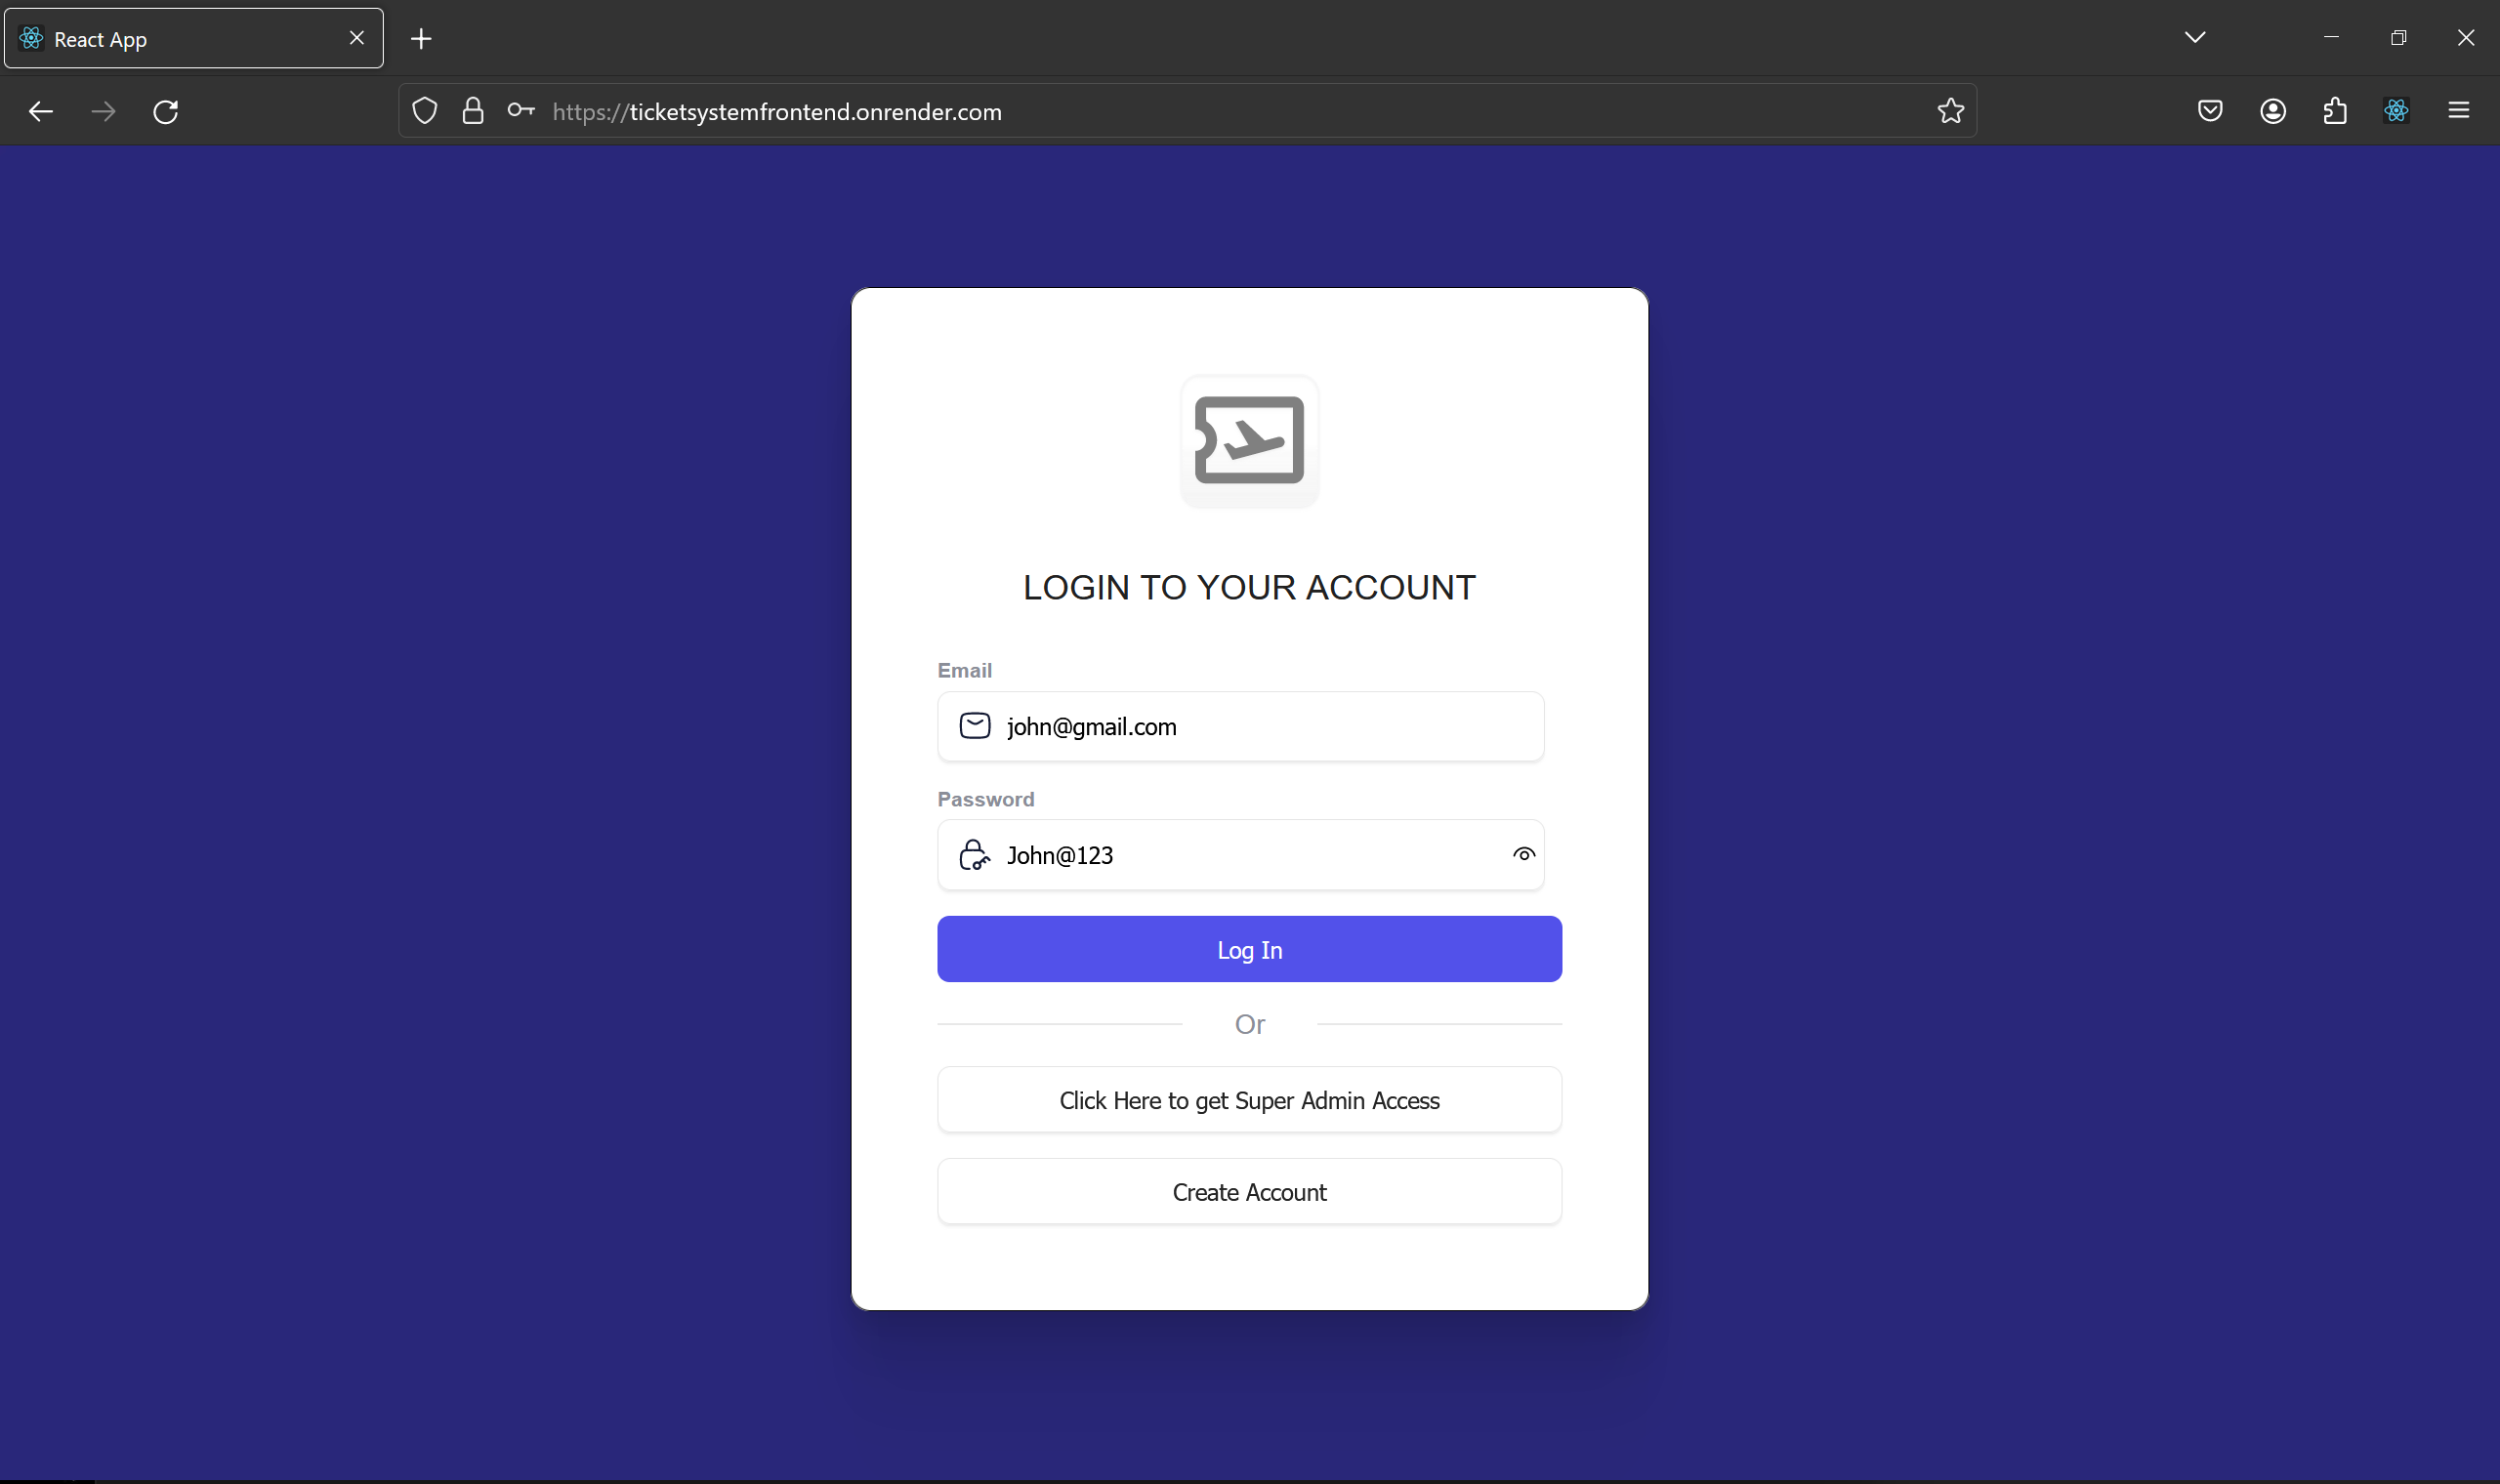 React App
https://ticketsystemfrontend.onrender.com
LOGIN TO YOUR ACCOUNT
Email
john@gmail.com
Password
John@123
Log In
Or
Click Here to get Super Admin Access
Create Account